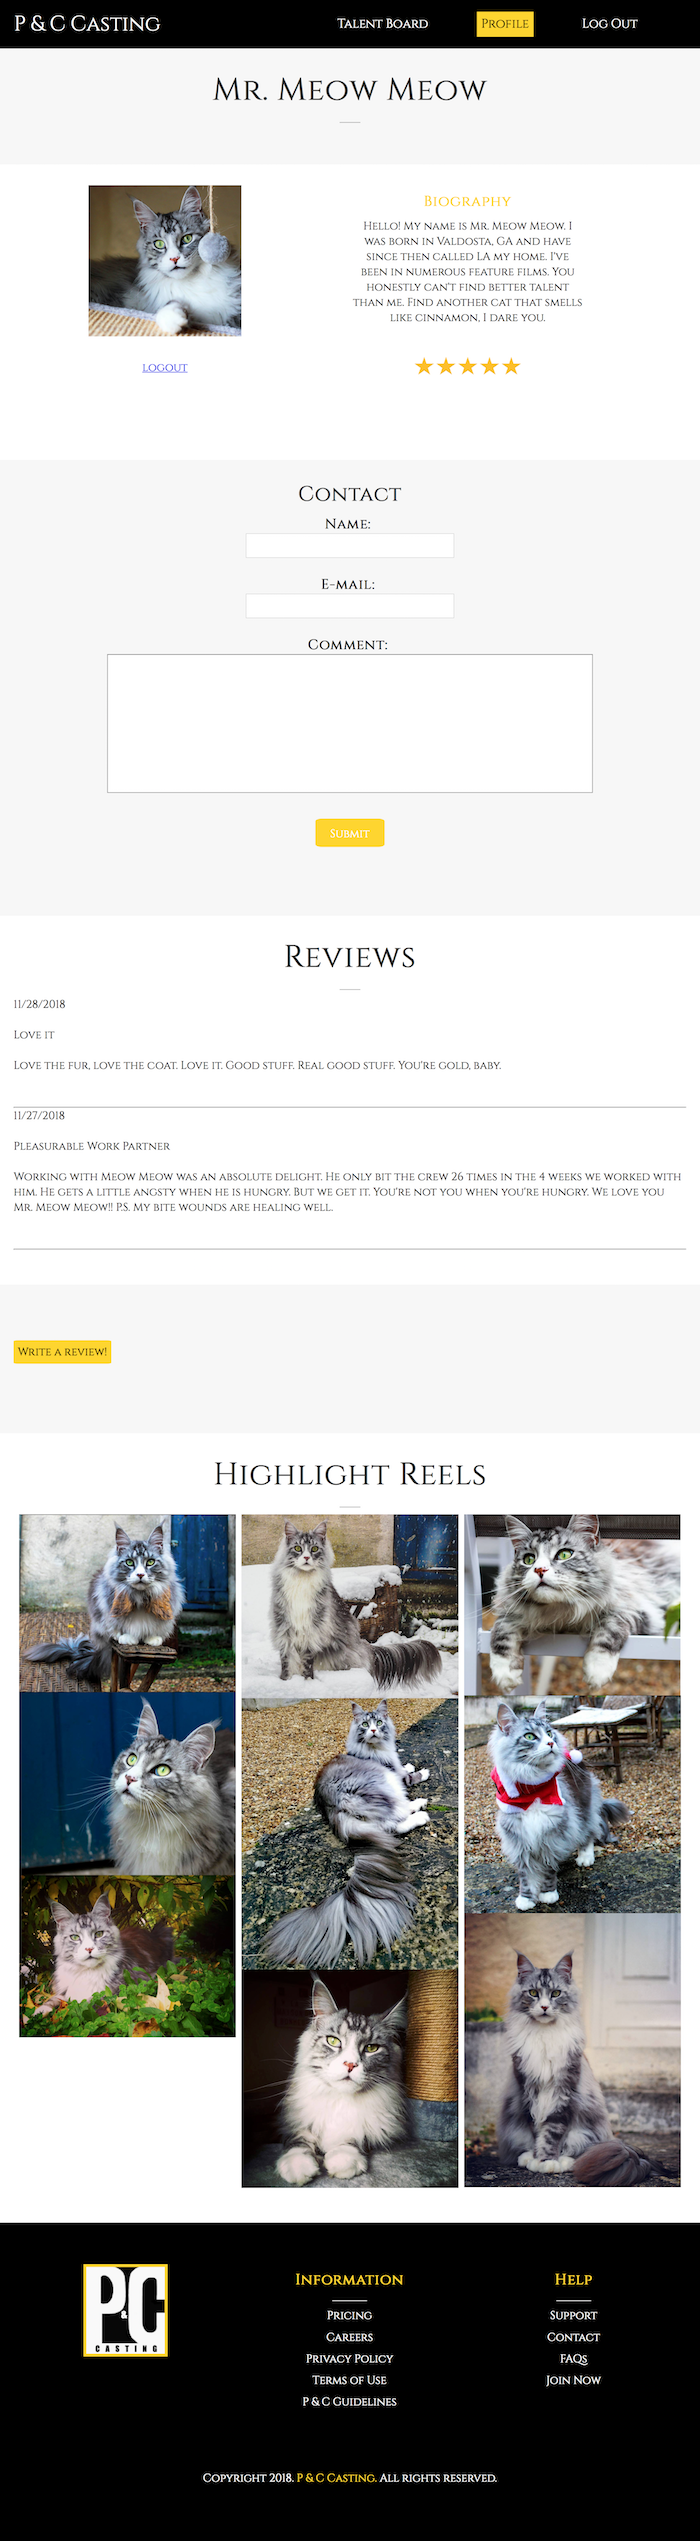 P & C Casting
Talent Board
Profile
Log Out
Mr. Meow Meow
Biography
Hello! My name is Mr. Meow Meow. I
was born in Valdosta, GA and have
since then called LA my home. I've
been in numerous feature films. You
honestly can't find better talent
than me. Find another cat that smells
like cinnamon, I dare you.
logout
Contact
Name:
E-mail:
Comment:
Submit
Reviews
11/28/2018
Love it
Love the fur, love the coat. Love it. Good stuff. Real good stuff. You're gold, baby.
11/27/2018
Pleasurable Work Partner
Working with Meow Meow was an absolute delight. He only bit the crew 26 times in the 4 weeks we worked with
him. He gets a little angsty when he is hungry. But we get it. You're not you when you're hungry. We love you
Mr. Meow Meow!! P.S. My bite wounds are healing well.
Write a review!
Highlight Reels
P&C
CASTING
Information
Pricing
Careers
Privacy Policy
Terms of Use
P & C Guidelines
Help
Support
Contact
FAQs
Join Now
Copyright 2018. P & C Casting. All rights reserved.